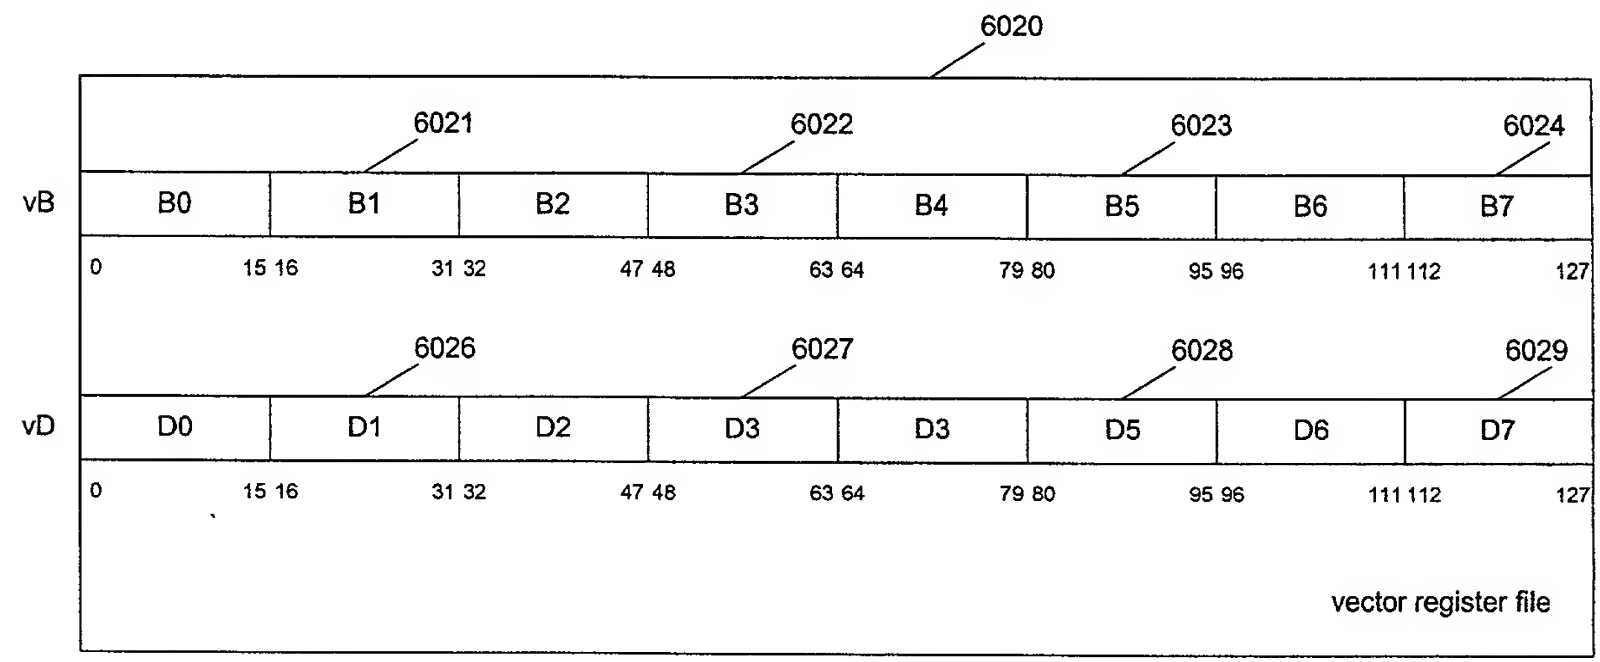 6020
6021 6022 6023 6024
vB B0 B1 B2 B3 B4 B5 B6 B7
0 15 16 31 32 47 48 63 64 79 80 95 96 111 112 127
6026 6027 6028 6029
vD D0 D1 D2 D3 D3 D5 D6 D7
0 15 16 31 32 47 48 63 64 79 80 95 96 111 112 127
vector register file